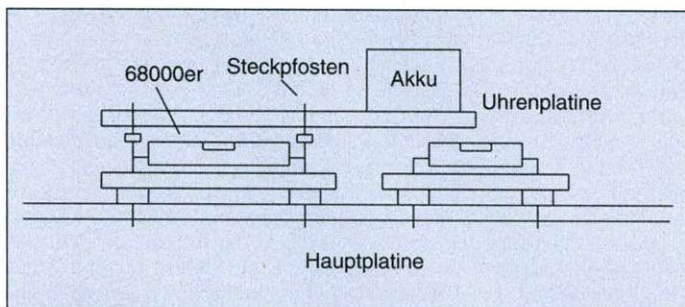 Steckpfosten
68000er
Akku
Uhrenplatine
Hauptplatine